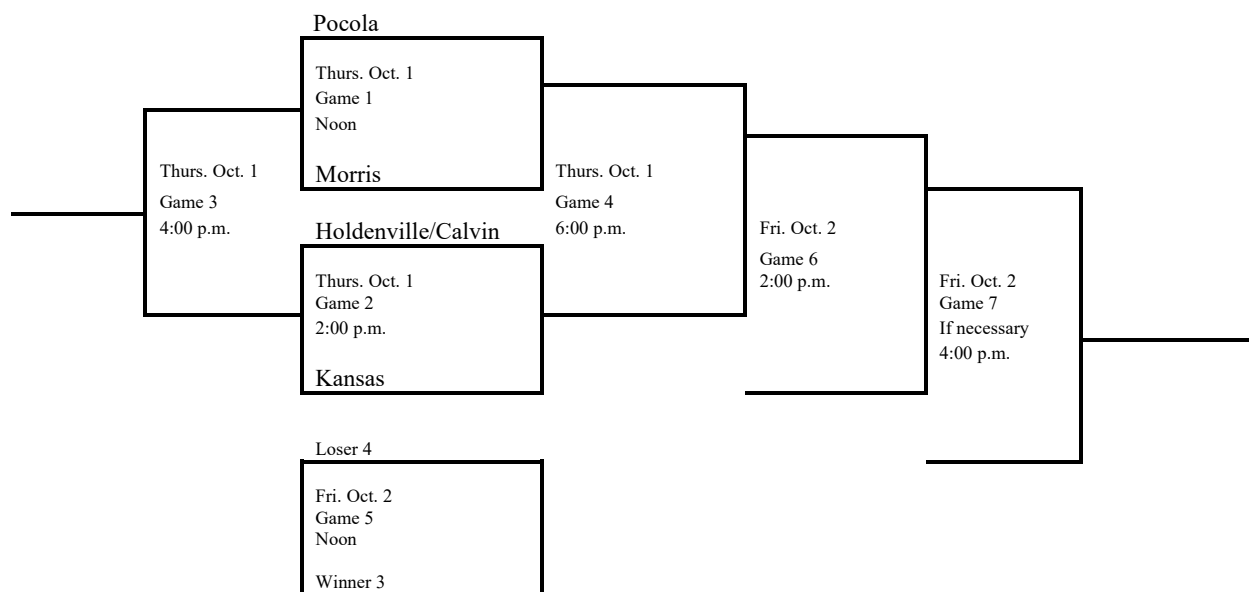 Pocola
Thurs. Oct. 1
Game 1
Noon
Morris
Thurs. Oct. 1
Game 3
4:00 p.m.
Thurs. Oct. 1
Game 4
6:00 p.m.
Holdenville/Calvin
Thurs. Oct. 1
Game 2
2:00 p.m.
Kansas
Fri. Oct. 2
Game 6
2:00 p.m.
Fri. Oct. 2
Game 7
If necessary
4:00 p.m.
Loser 4
Fri. Oct. 2
Game 5
Noon
Winner 3